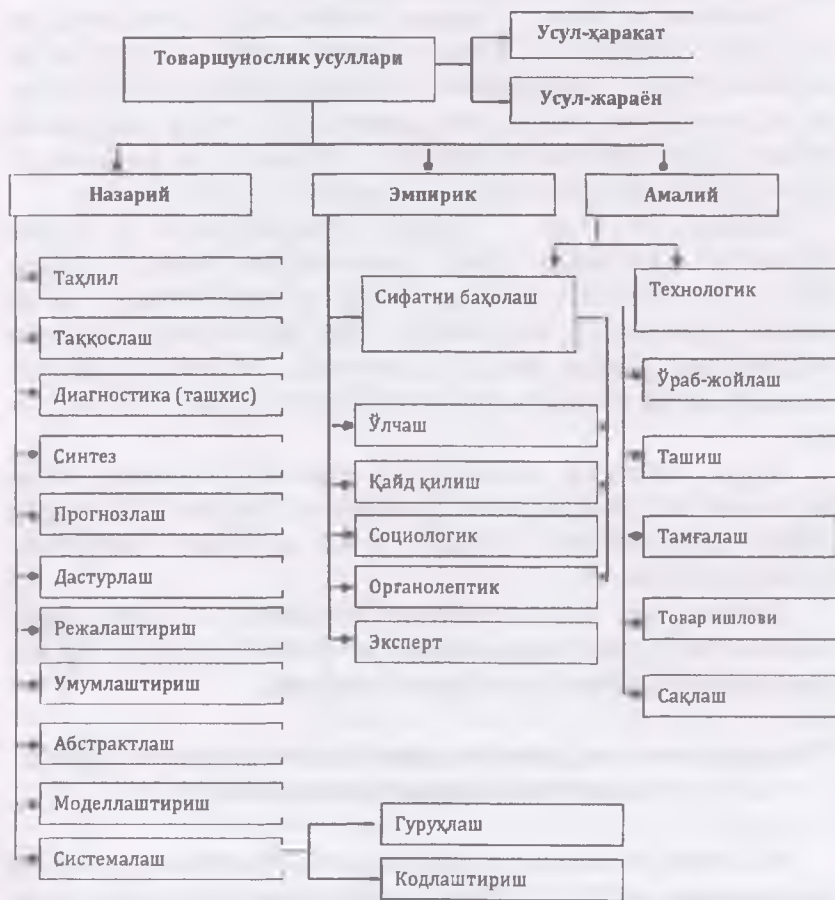 Товаршунослик усуллари
Усул-ҳаракат
Усул-жараён
Назарий
Эмпирик
Амалий
Таҳлил
Таққослаш
Диагностика (ташхис)
Синтез
Прогнозлаш
Дастурлаш
Режалаштириш
Умумлаштириш
Абстрактлаш
Моделлаштириш
Системалаш
Гуруҳлаш
Кодлаштириш
Сифатни баҳолаш
Ўлчаш
Қайд қилиш
Социологик
Органолептик
Эксперт
Технологик
Ўраб-жойлаш
Ташиш
Тамғалаш
Товар ишлови
Сақлаш